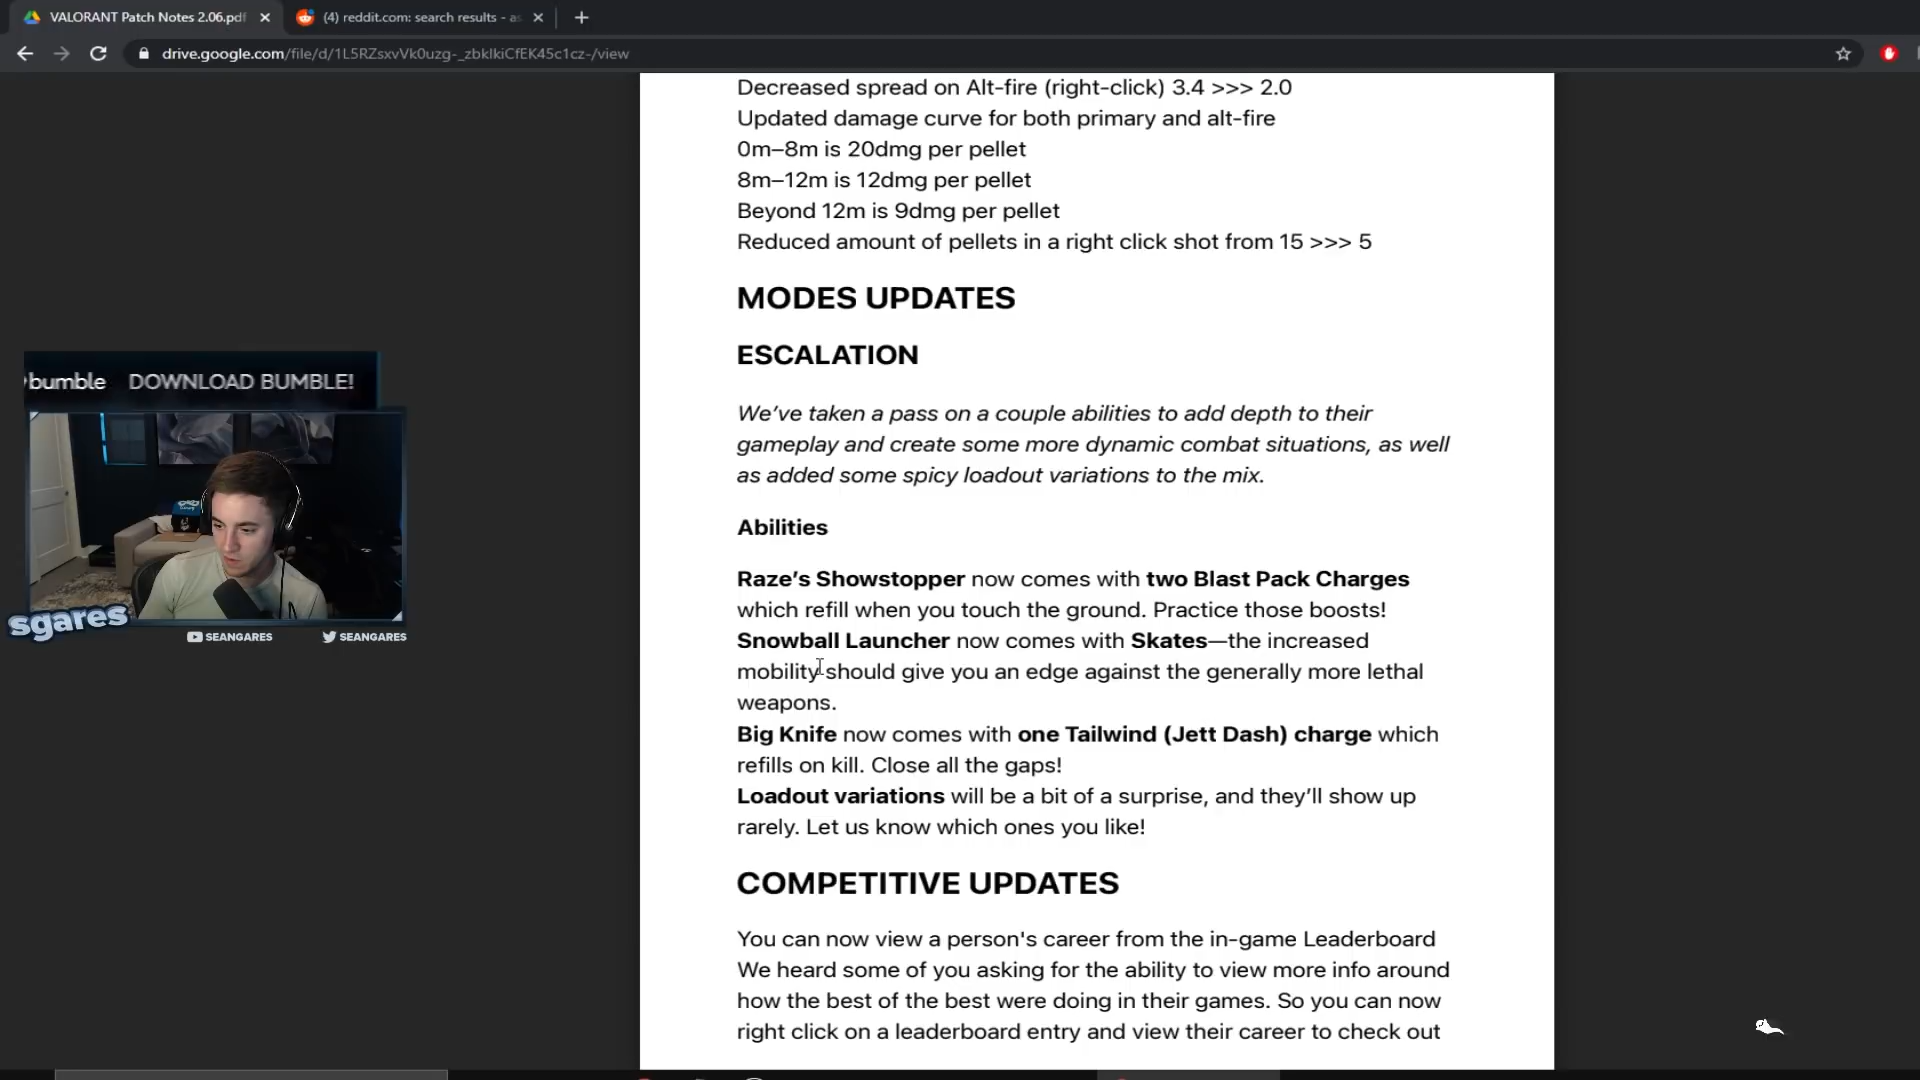 VALORANT Patch Notes 2.06.pdf
(4) reddit.com: search results - as
drive.google.com/file/d/1L5RZsxvVk0uzg-_zbklkiCfEK45c1cz-/view
Decreased spread on Alt-fire (right-click) 3.4 >>> 2.0
Updated damage curve for both primary and alt-fire
0m–8m is 20dmg per pellet
8m–12m is 12dmg per pellet
Beyond 12m is 9dmg per pellet
Reduced amount of pellets in a right click shot from 15 >>> 5
MODES UPDATES
ESCALATION
We’ve taken a pass on a couple abilities to add depth to their
gameplay and create some more dynamic combat situations, as well
as added some spicy loadout variations to the mix.
Abilities
Raze’s Showstopper now comes with two Blast Pack Charges
which refill when you touch the ground. Practice those boosts!
Snowball Launcher now comes with Skates—the increased
mobility should give you an edge against the generally more lethal
weapons.
Big Knife now comes with one Tailwind (Jett Dash) charge which
refills on kill. Close all the gaps!
Loadout variations will be a bit of a surprise, and they’ll show up
rarely. Let us know which ones you like!
COMPETITIVE UPDATES
You can now view a person's career from the in-game Leaderboard
We heard some of you asking for the ability to view more info around
how the best of the best were doing in their games. So you can now
right click on a leaderboard entry and view their career to check out
bumble DOWNLOAD BUMBLE!
sgares
SEANGARES
SEANGARES